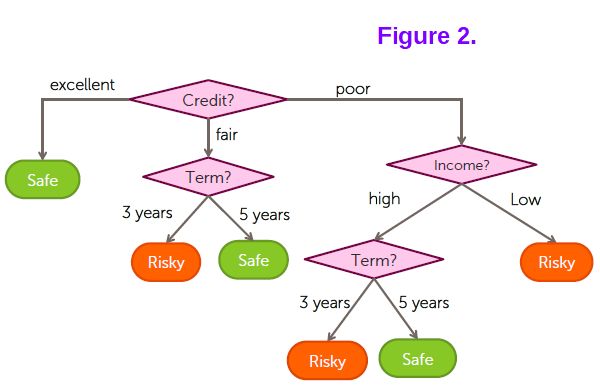 Figure 2.
excellent
Credit?
poor
fair
Safe
Term?
Income?
3 years
5 years
high
Low
Risky
Safe
Term?
Risky
3 years
5 years
Risky
Safe